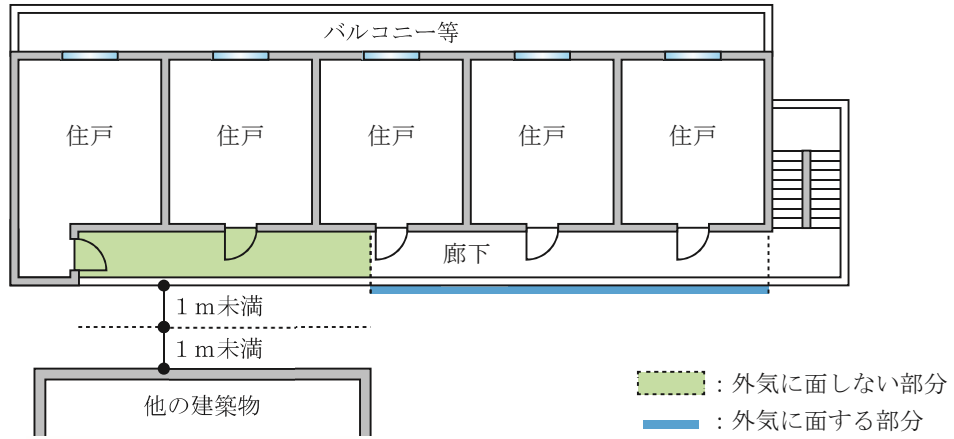 バルコニー等
住戸 住戸 住戸 住戸 住戸
廊下
１ｍ未満
１ｍ未満
他の建築物
：外気に面しない部分
：外気に面する部分